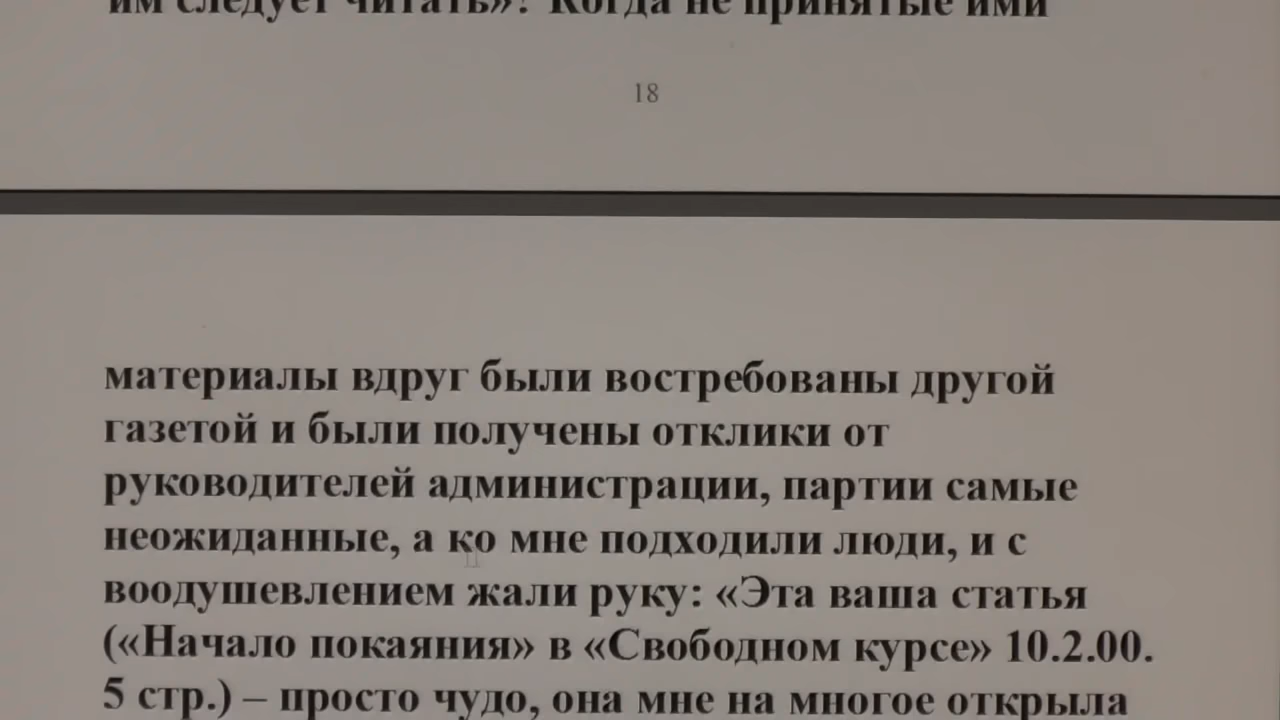 им следует читать»? Когда не принятые ими
18
материалы вдруг были востребованы другой
газетой и были получены отклики от
руководителей администрации, партии самые
неожиданные, а ко мне подходили люди, и с
воодушевлением жали руку: «Эта ваша статья
(«Начало покаяния» в «Свободном курсе» 10.2.00.
5 стр.) – просто чудо, она мне на многое открыла